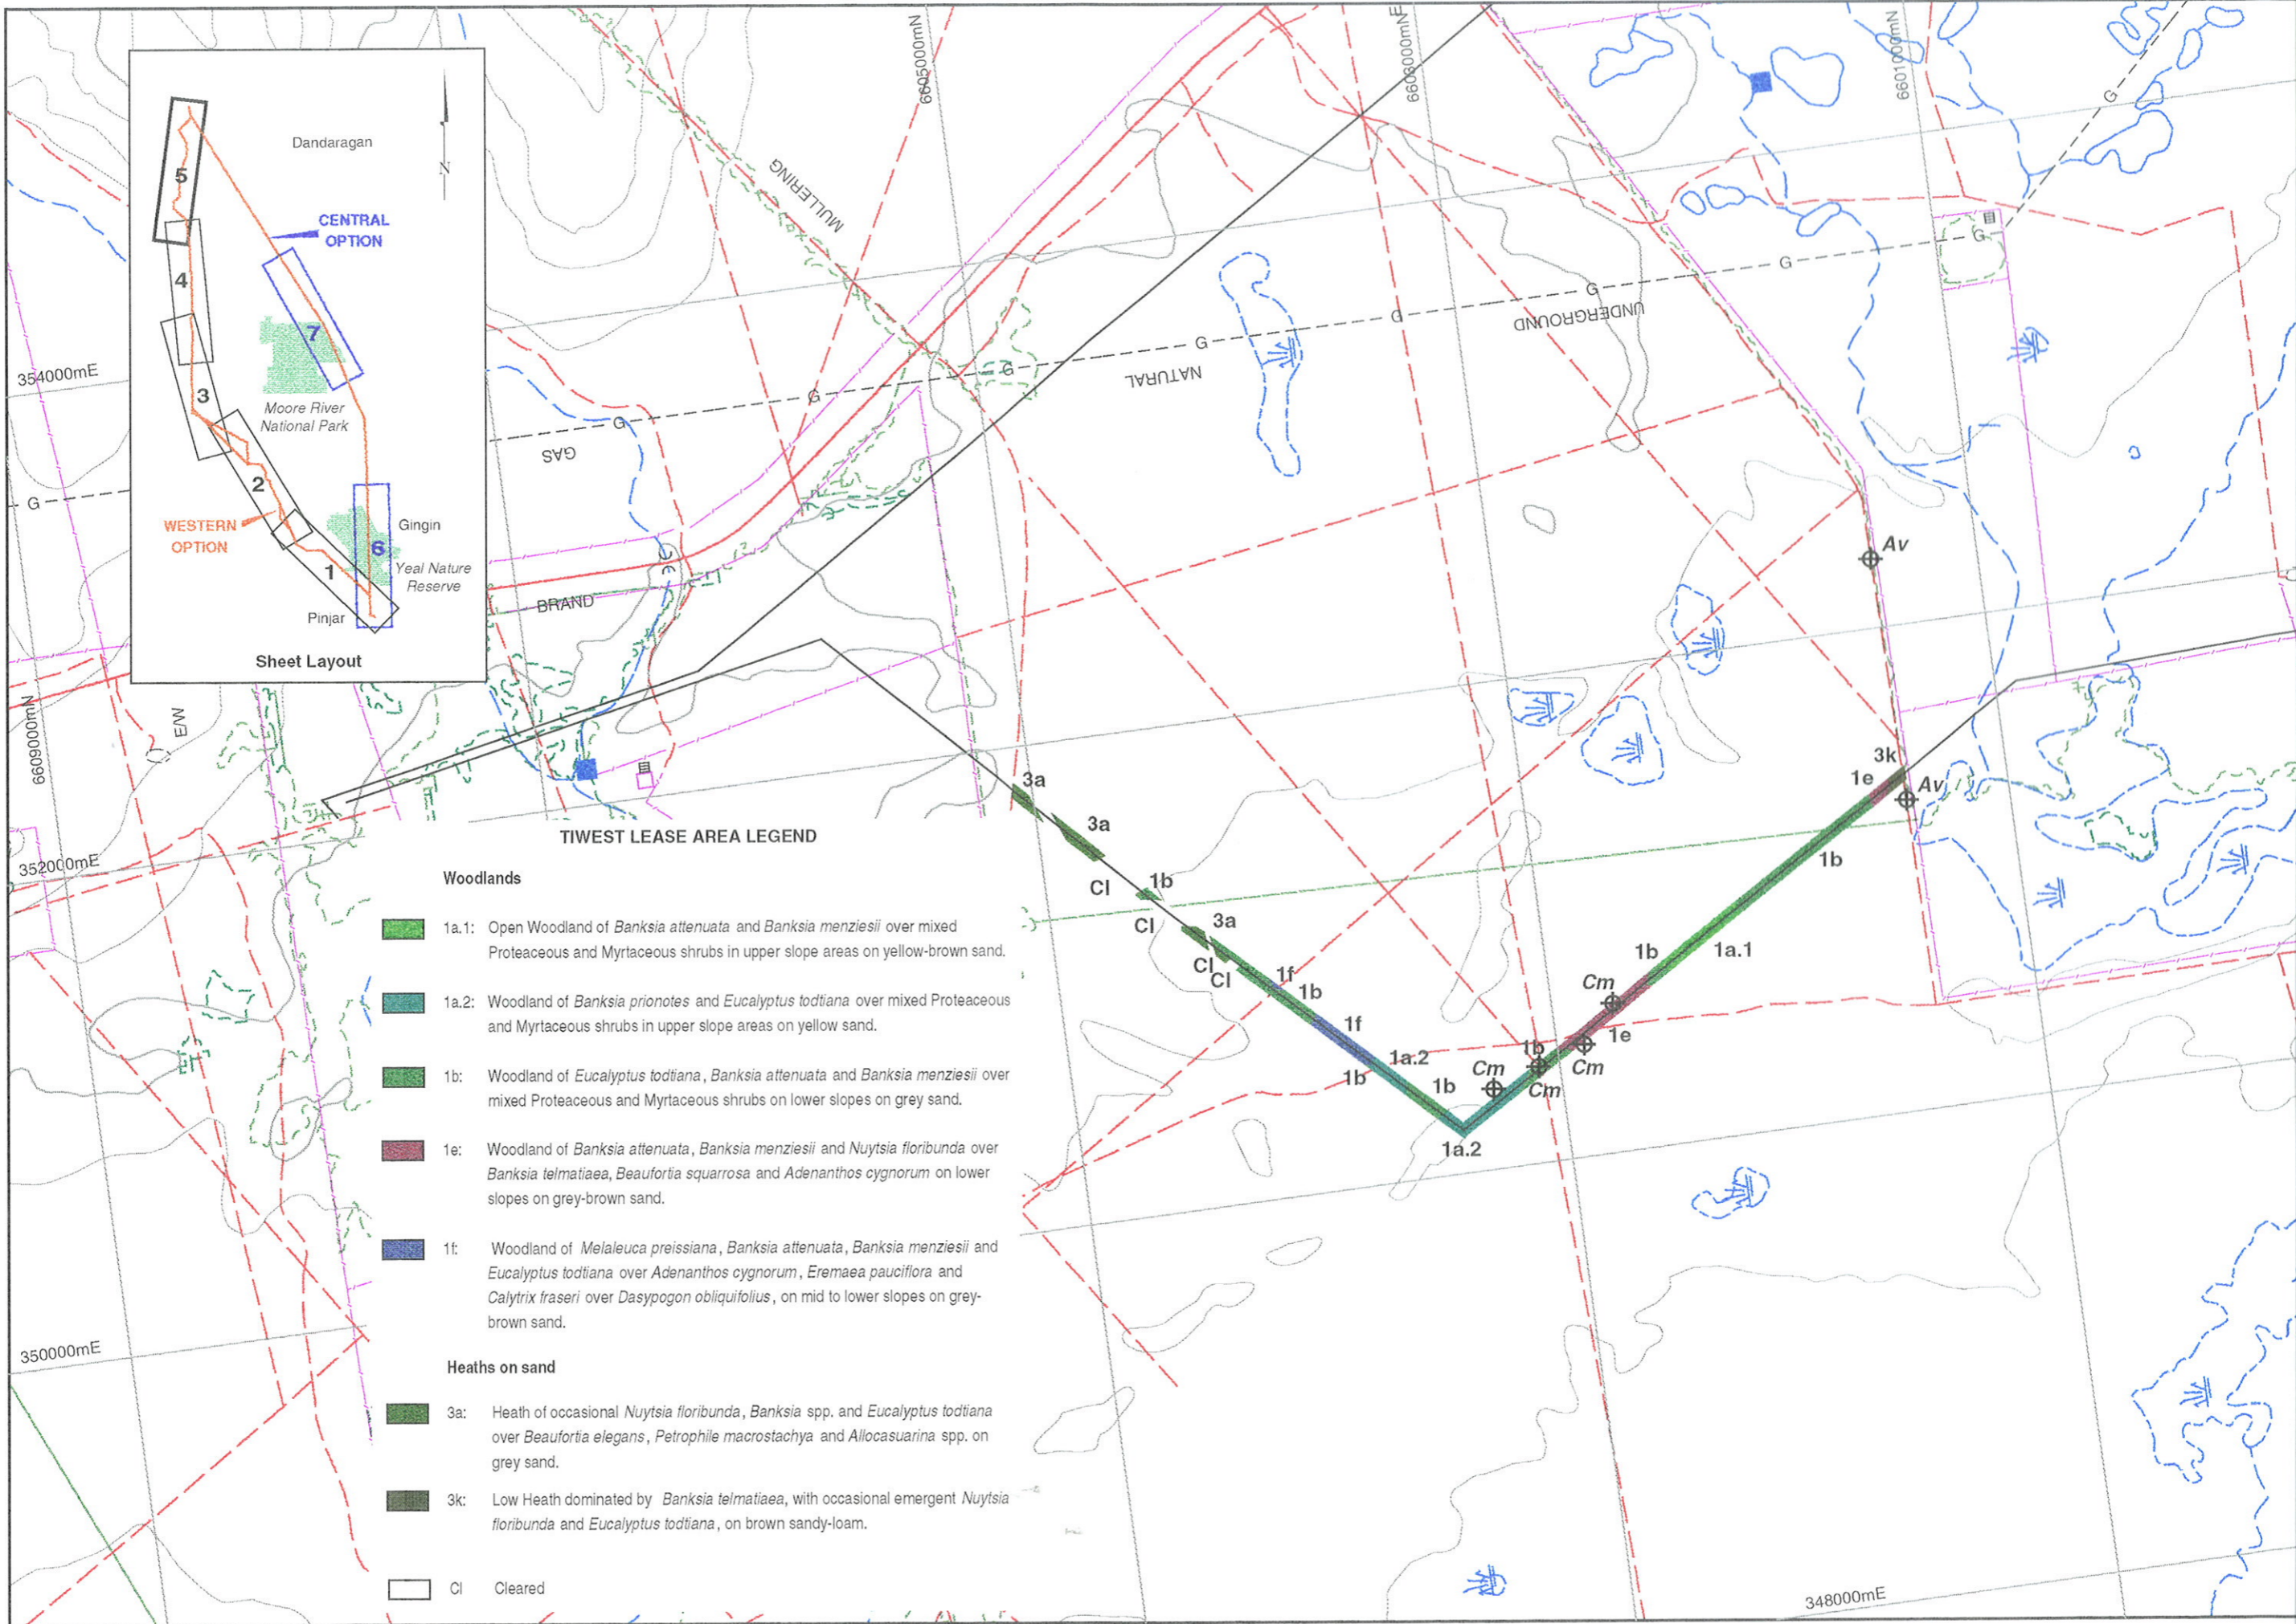 6605000mN
6603000mN
E
6601000mN
Dandaragan
N
5
CENTRAL
OPTION
4
7
3
Moore River
National Park
2
WESTERN
OPTION
Gingin
6
1
Yeal Nature
Reserve
Pinjar
Sheet Layout
MULLERING
G
G
G
G
G
G
G
G
G
UNDERGROUND
NATURAL
GAS
BRAND
354000mE
6609000mN
E/W
352000mE
350000mE
348000mE
Av
3k
1e
Av
1b
1a.1
1b
Cm
1e
1b
Cm
Cm
Cm
1a.2
1b
1a.2
1b
1f
1b
1f
3a
Cl
Cl
Cl
1b
Cl
3a
3a
TIWEST LEASE AREA LEGEND
Woodlands
1a.1: Open Woodland of Banksia attenuata and Banksia menziesii over mixed
Proteaceous and Myrtaceous shrubs in upper slope areas on yellow-brown sand.
1a.2: Woodland of Banksia prionotes and Eucalyptus todtiana over mixed Proteaceous
and Myrtaceous shrubs in upper slope areas on yellow sand.
1b: Woodland of Eucalyptus todtiana, Banksia attenuata and Banksia menziesii over
mixed Proteaceous and Myrtaceous shrubs on lower slopes on grey sand.
1e: Woodland of Banksia attenuata, Banksia menziesii and Nuytsia floribunda over
Banksia telmatiaea, Beaufortia squarrosa and Adenanthos cygnorum on lower
slopes on grey-brown sand.
1f: Woodland of Melaleuca preissiana, Banksia attenuata, Banksia menziesii and
Eucalyptus todtiana over Adenanthos cygnorum, Eremaea pauciflora and
Calytrix fraseri over Dasypogon obliquifolius, on mid to lower slopes on grey-
brown sand.
Heaths on sand
3a: Heath of occasional Nuytsia floribunda, Banksia spp. and Eucalyptus todtiana
over Beaufortia elegans, Petrophile macrostachya and Allocasuarina spp. on
grey sand.
3k: Low Heath dominated by Banksia telmatiaea, with occasional emergent Nuytsia
floribunda and Eucalyptus todtiana, on brown sandy-loam.
Cl Cleared